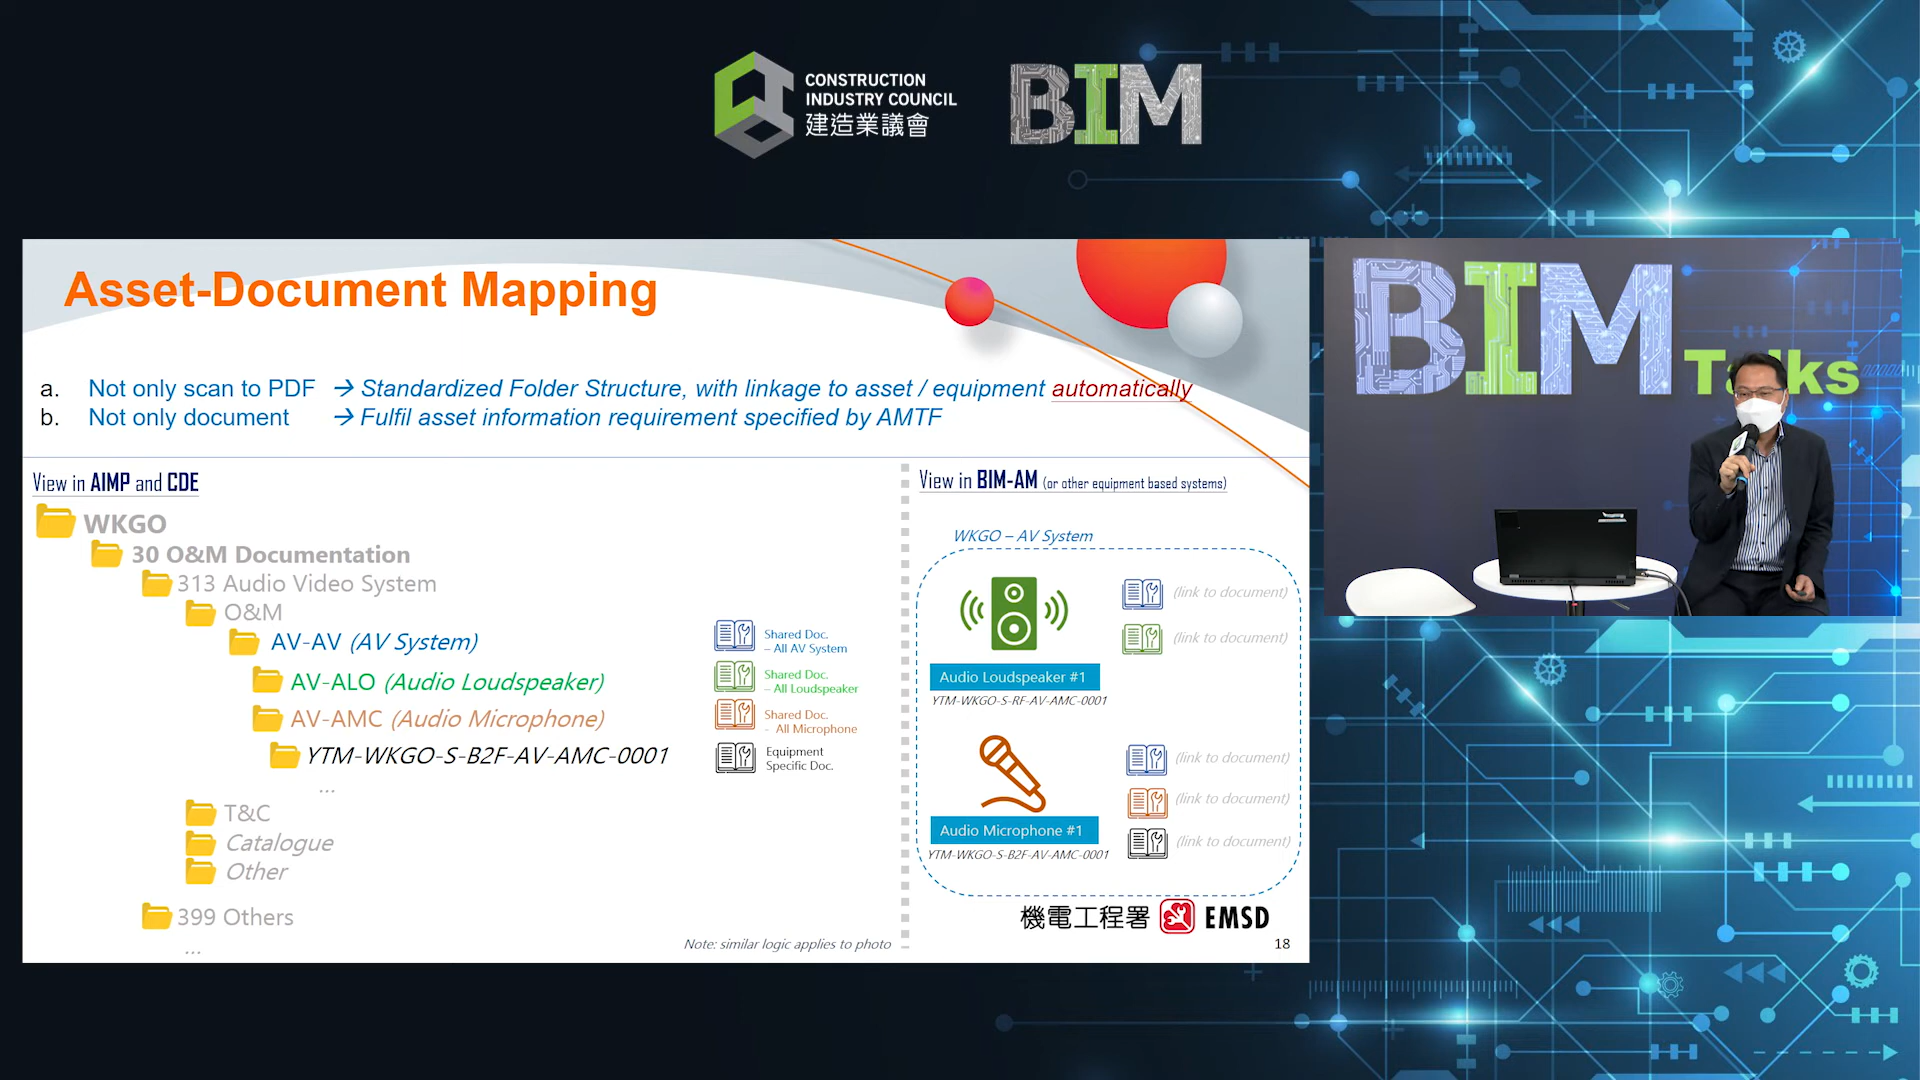 CONSTRUCTION
INDUSTRY COUNCIL
建造業議會
BIM
Asset-Document Mapping
a. Not only scan to PDF → Standardized Folder Structure, with linkage to asset / equipment automatically
b. Not only document → Fulfil asset information requirement specified by AMTF
View in AIMP and CDE
WKGO
30 O&M Documentation
313 Audio Video System
O&M
AV-AV (AV System)
AV-ALO (Audio Loudspeaker)
AV-AMC (Audio Microphone)
YTM-WKGO-S-B2F-AV-AMC-0001
...
T&C
Catalogue
Other
399 Others
...
Shared Doc.
– All AV System
Shared Doc.
– All Loudspeaker
Shared Doc.
- All Microphone
Equipment
Specific Doc.
Note: similar logic applies to photo
View in BIM-AM (or other equipment based systems)
WKGO – AV System
(link to document)
(link to document)
Audio Loudspeaker #1
YTM-WKGO-S-RF-AV-AMC-0001
(link to document)
(link to document)
(link to document)
Audio Microphone #1
YTM-WKGO-S-B2F-AV-AMC-0001
機電工程署 EMSD
18
BIM